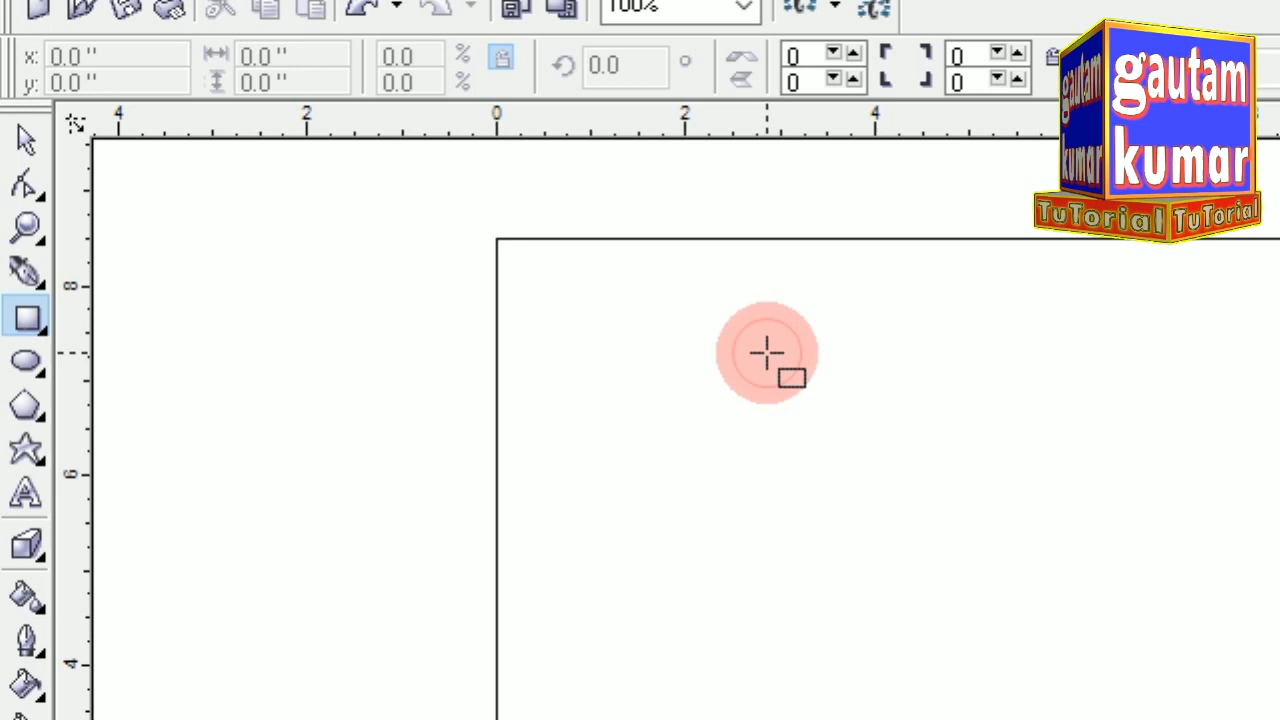 100%
x: 0.0 " 0.0 " 0.0 % 0.0 ° 0 0
y: 0.0 " 0.0 " 0.0 % 0 0
4 2 0 2 4
8
6
4
gautam
kumar
gautam
kumar
TuTorial TuTorial